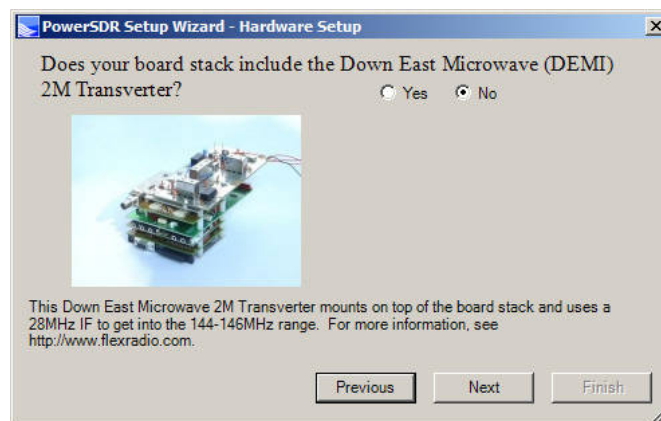 PowerSDR Setup Wizard - Hardware Setup
Does your board stack include the Down East Microwave (DEMI)
2M Transverter?
Yes No
This Down East Microwave 2M Transverter mounts on top of the board stack and uses a
28MHz IF to get into the 144-146MHz range. For more information, see
http://www.flexradio.com.
Previous Next Finish